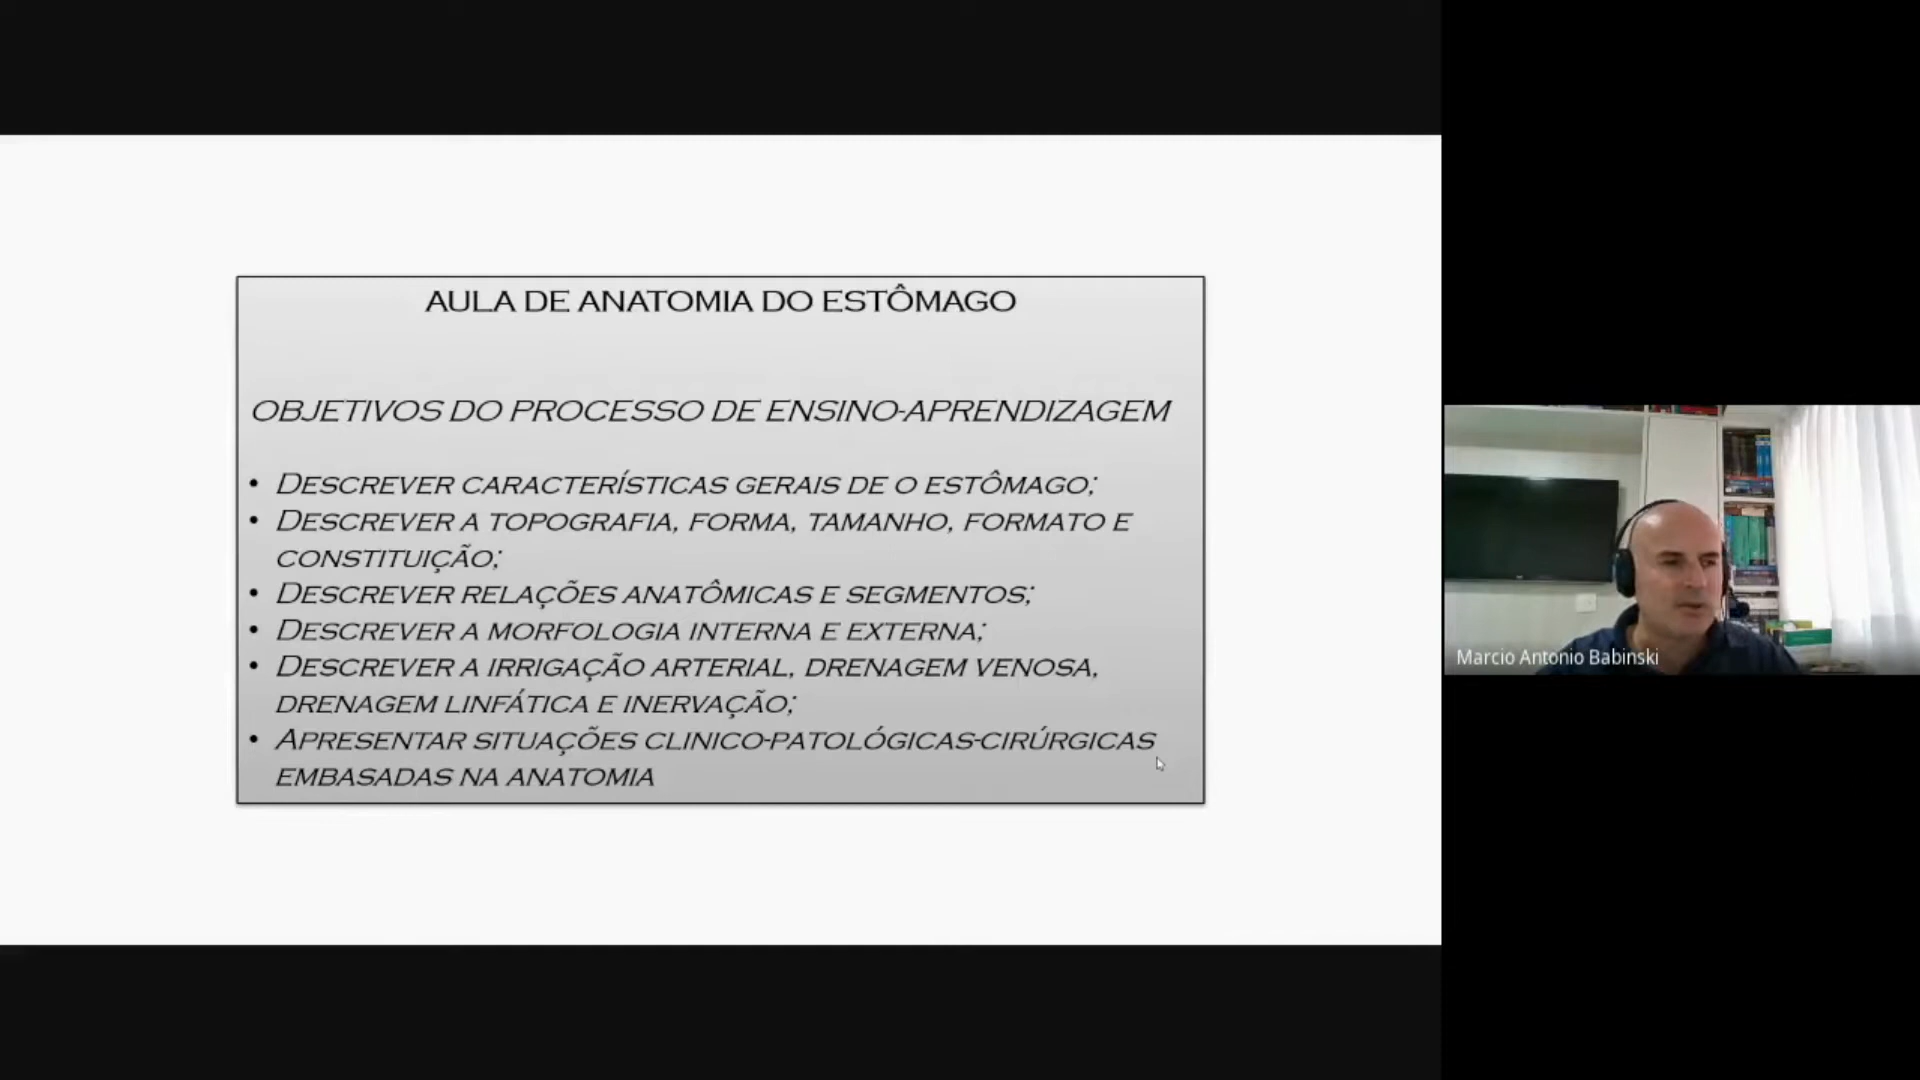 AULA DE ANATOMIA DO ESTÔMAGO
OBJETIVOS DO PROCESSO DE ENSINO-APRENDIZAGEM
• DESCREVER CARACTERÍSTICAS GERAIS DE O ESTÔMAGO;
• DESCREVER A TOPOGRAFIA, FORMA, TAMANHO, FORMATO E
CONSTITUIÇÃO;
• DESCREVER RELAÇÕES ANATÔMICAS E SEGMENTOS;
• DESCREVER A MORFOLOGIA INTERNA E EXTERNA;
• DESCREVER A IRRIGAÇÃO ARTERIAL, DRENAGEM VENOSA,
DRENAGEM LINFÁTICA E INERVAÇÃO;
• APRESENTAR SITUAÇÕES CLINICO-PATOLÓGICAS-CIRÚRGICAS
EMBASADAS NA ANATOMIA
Marcio Antonio Babinski